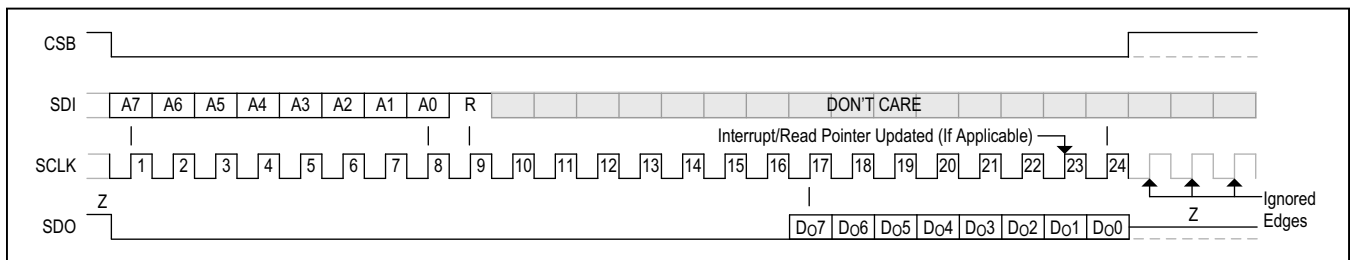 CSB
SDI A7 A6 A5 A4 A3 A2 A1 A0 R DON'T CARE
Interrupt/Read Pointer Updated (If Applicable)
SCLK 1 2 3 4 5 6 7 8 9 10 11 12 13 14 15 16 17 18 19 20 21 22 23 24
Z Z Ignored
Edges
SDO DO7 DO6 DO5 DO4 DO3 DO2 DO1 DO0